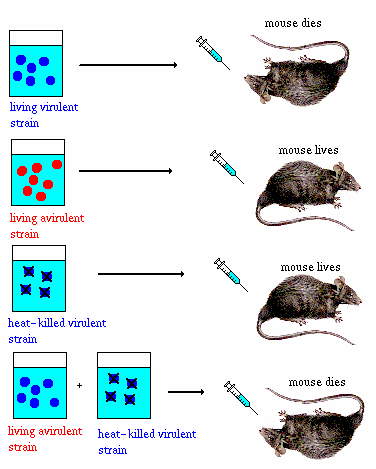 mouse dies
living virulent
strain
mouse lives
living avirulent
strain
mouse lives
heat-killed virulent
strain
mouse dies
+
living avirulent
strain
heat-killed virulent
strain